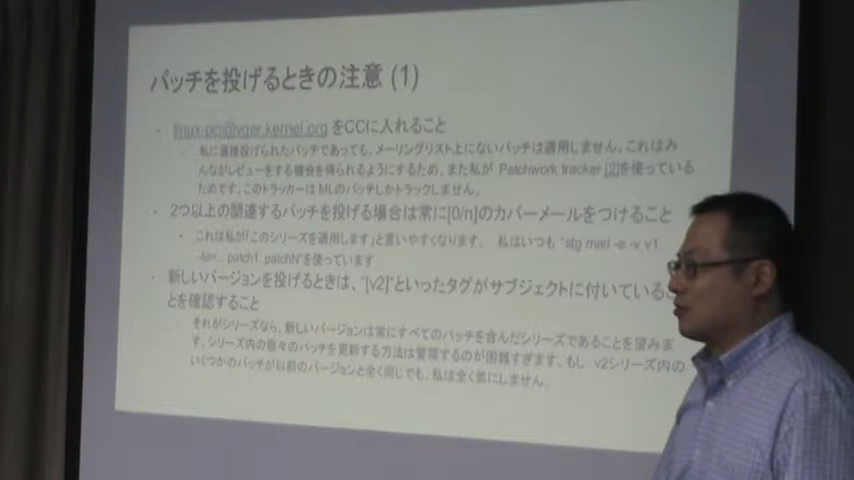 パッチを投げるときの注意 (1)
- linux-pci@vger.kernel.org をCCに入れること
私に直接投げられたパッチであっても、メーリングリスト上にないパッチは適用しません。これはみ
んながレビューをする機会を得られるようにするため、また私が Patchwork tracker [2]を使っている
ためです。このトラッカーはMLのパッチしかトラックしません。
- 2つ以上の関連するパッチを投げる場合は常に[0/n]のカバーメールをつけること
- これは私が「このシリーズを適用します」と言いやすくなります。 私はいつも “stg mail -e -v v1
--to=... patch1..patchN”を使っています
- 新しいバージョンを投げるときは、“[v2]”といったタグがサブジェクトに付いているこ
とを確認すること
それがシリーズなら、新しいバージョンは常にすべてのパッチを含んだシリーズであることを望みま
す。シリーズ内の個々のパッチを更新する方法は管理するのが困難すぎます。もし v2シリーズ内の
いくつかのパッチが以前のバージョンと全く同じでも、私は全く気にしません。